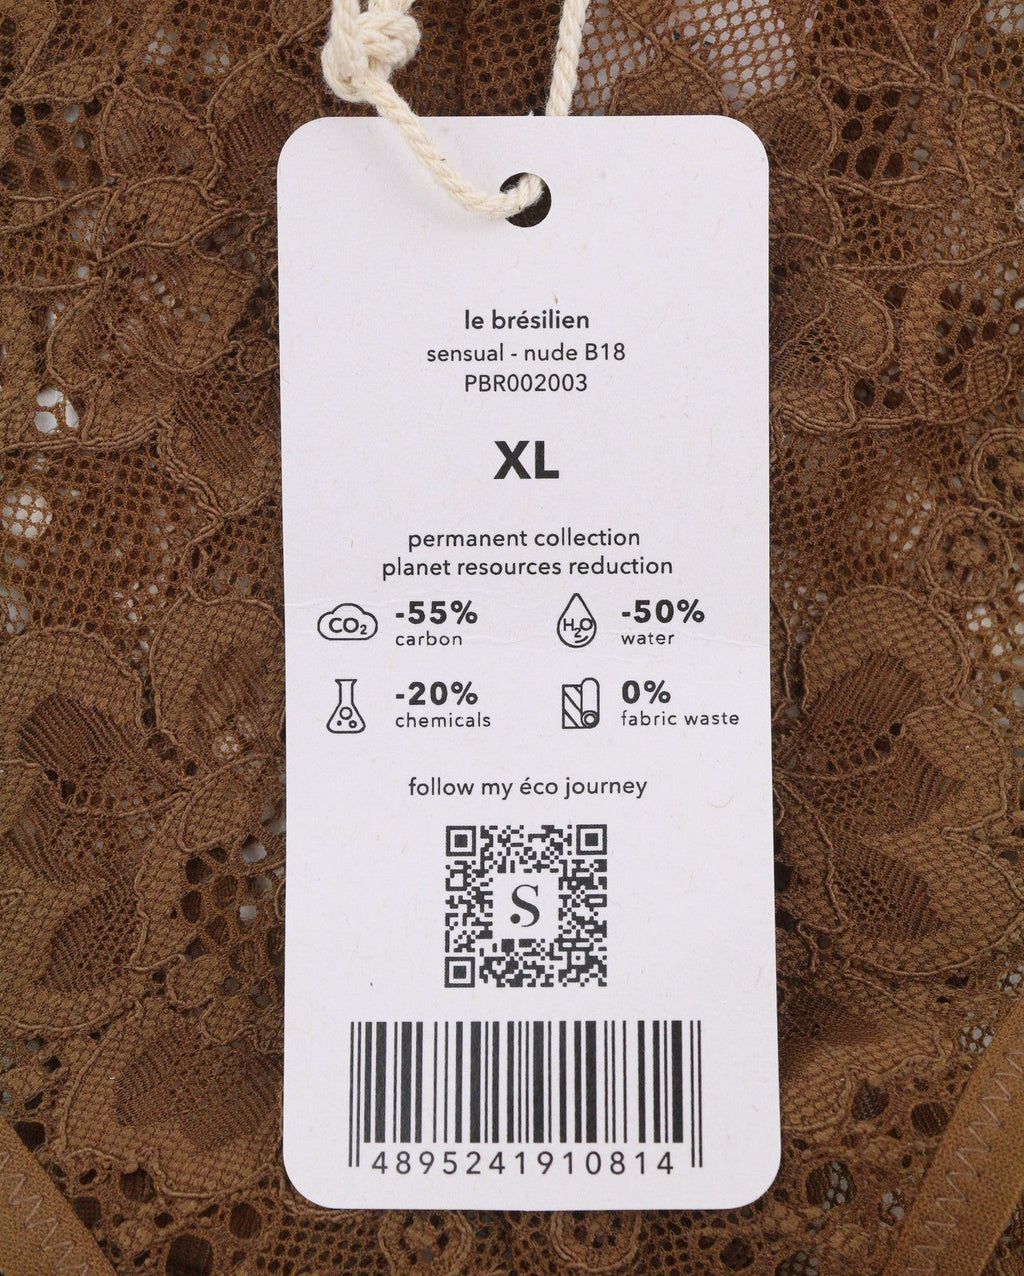 le brésilien
sensual - nude B18
PBR002003
XL
permanent collection
planet resources reduction
CO₂ -55%
carbon
H₂O -50%
water
-20%
chemicals
0%
fabric waste
follow my éco journey
S
4895241910814